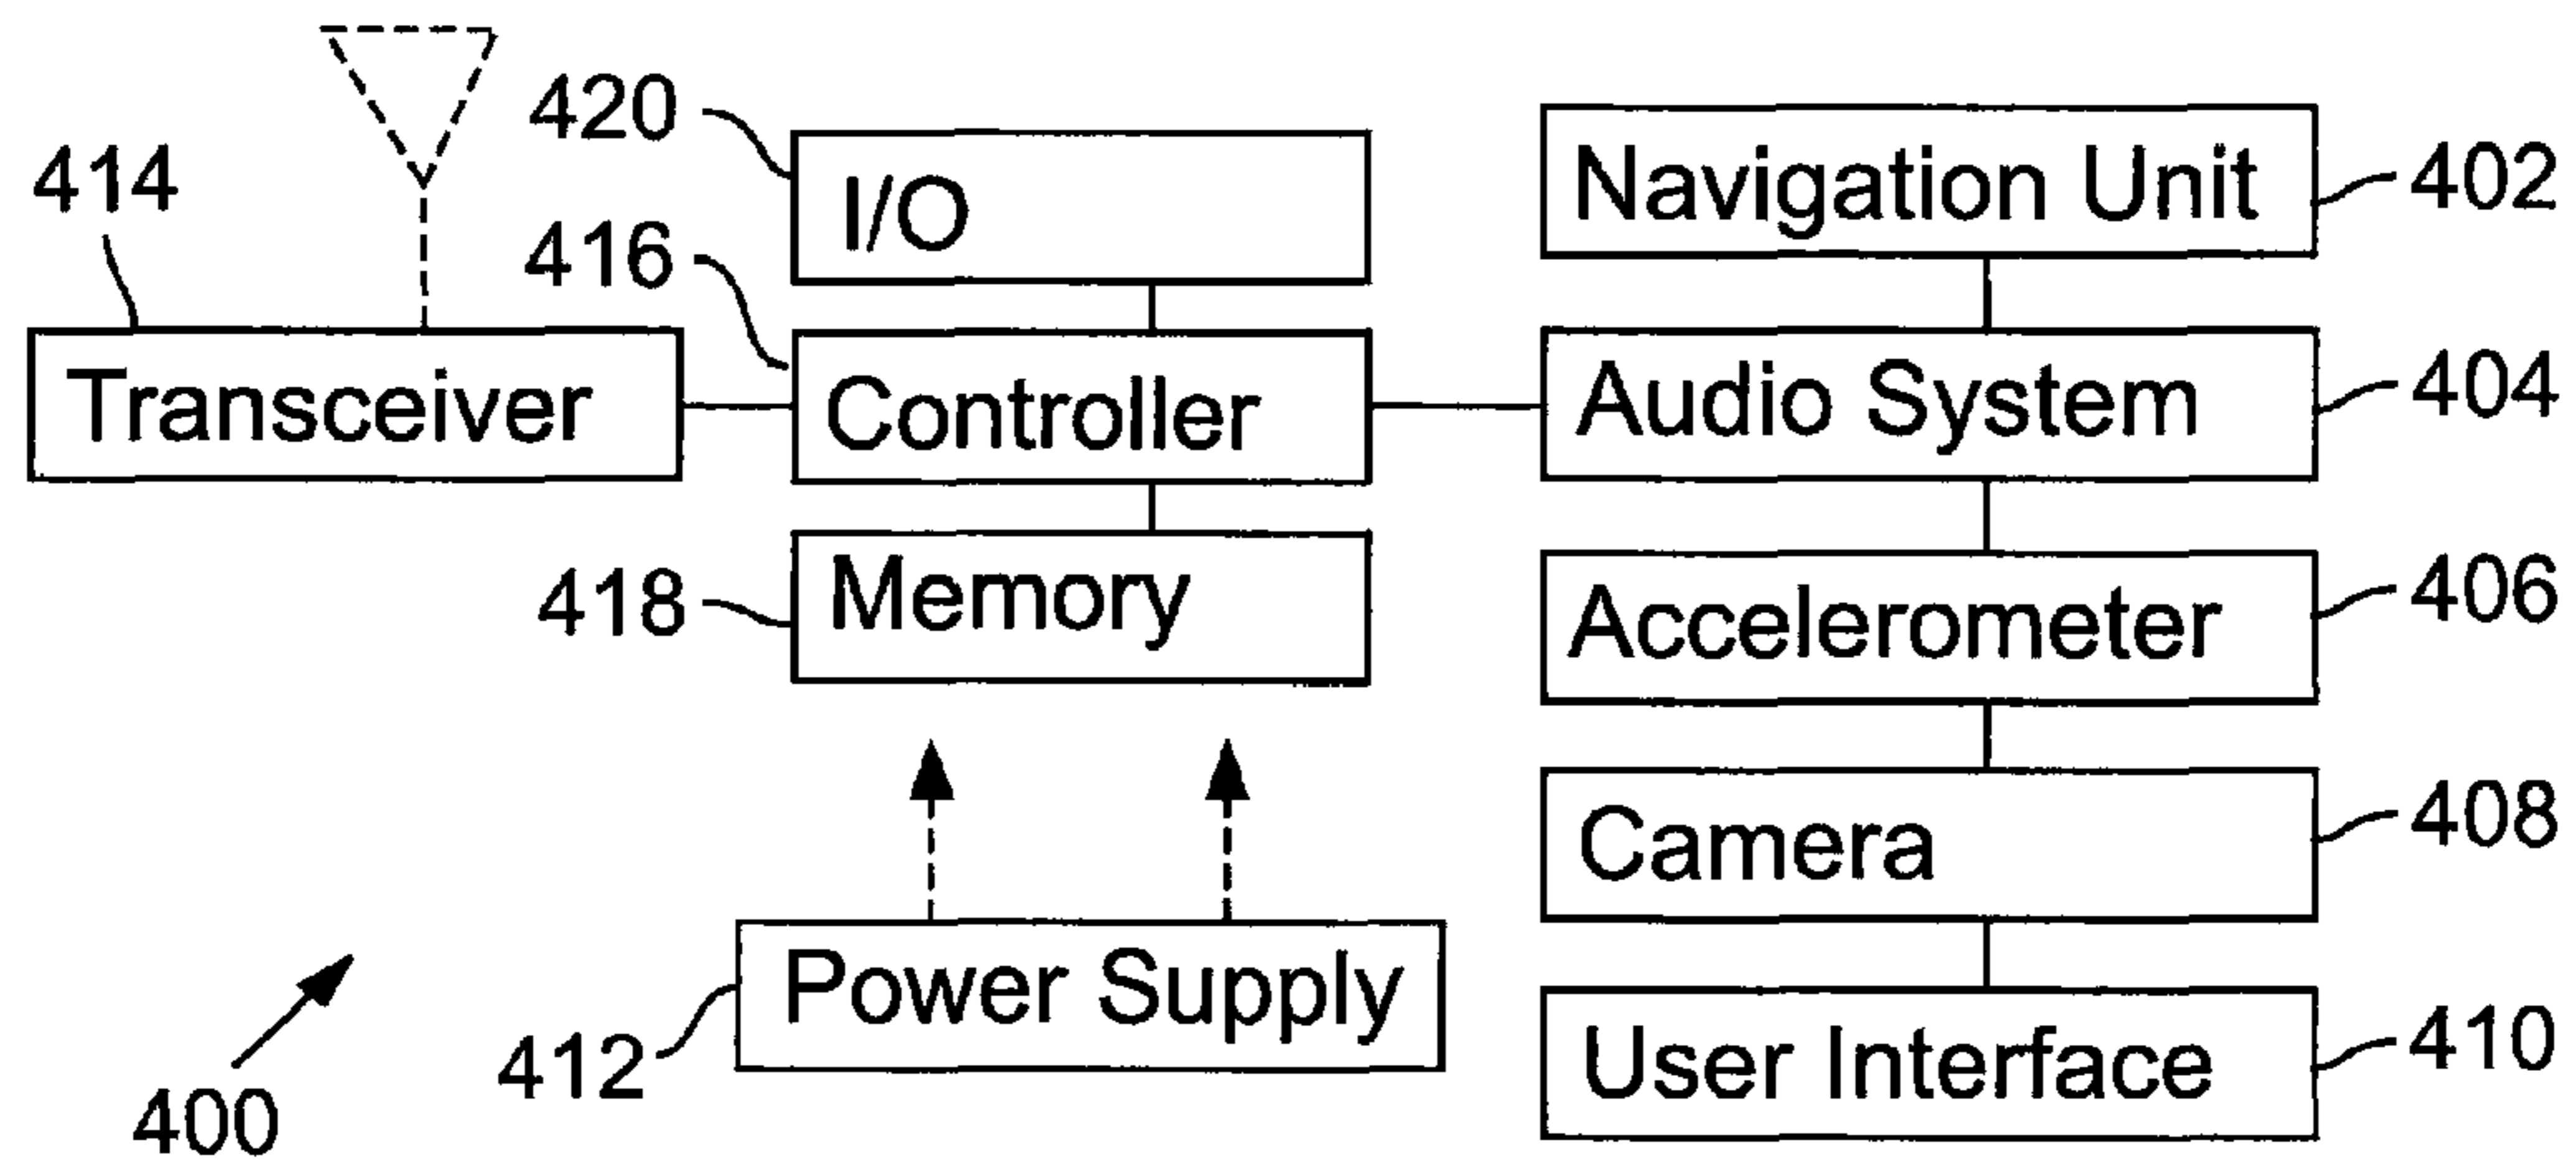 420
I/O
Navigation Unit
402
414
416
Transceiver
Controller
Audio System
404
418
Memory
Accelerometer
406
Camera
408
412
Power Supply
User Interface
410
400